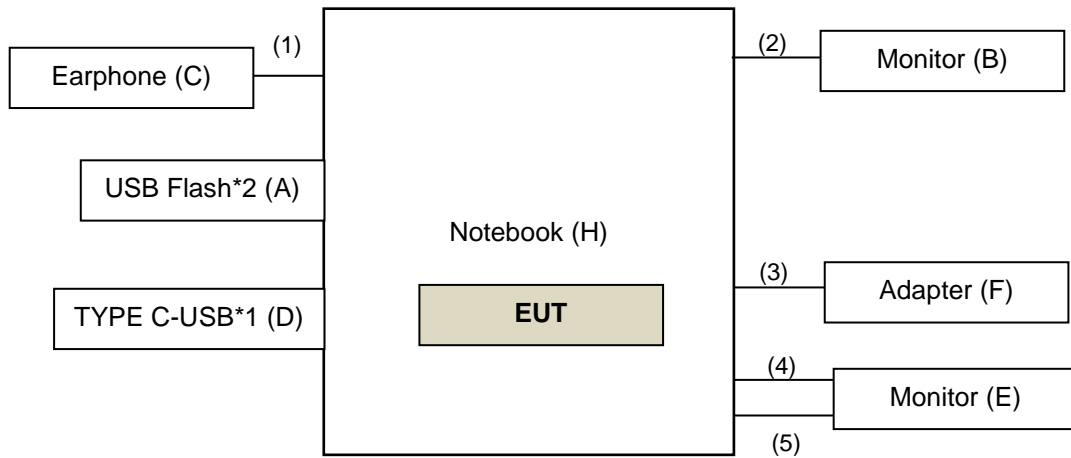 (1)
(2)
Earphone (C)
Monitor (B)
USB Flash*2 (A)
Notebook (H)
(3)
TYPE C-USB*1 (D)
EUT
Adapter (F)
(4)
Monitor (E)
(5)